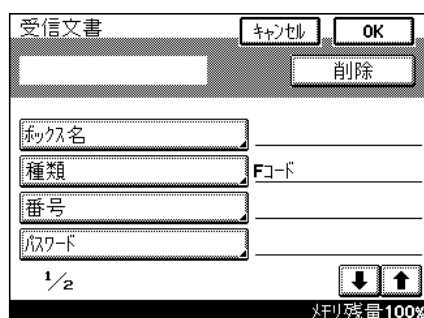 受信文書 ｷｬﾝｾﾙ OK
削除
ﾎﾞｯｸｽ名
種類 Fｺｰﾄﾞ
番号
ﾊﾟｽﾜｰﾄﾞ
1/2
ﾒﾓﾘ残量100%